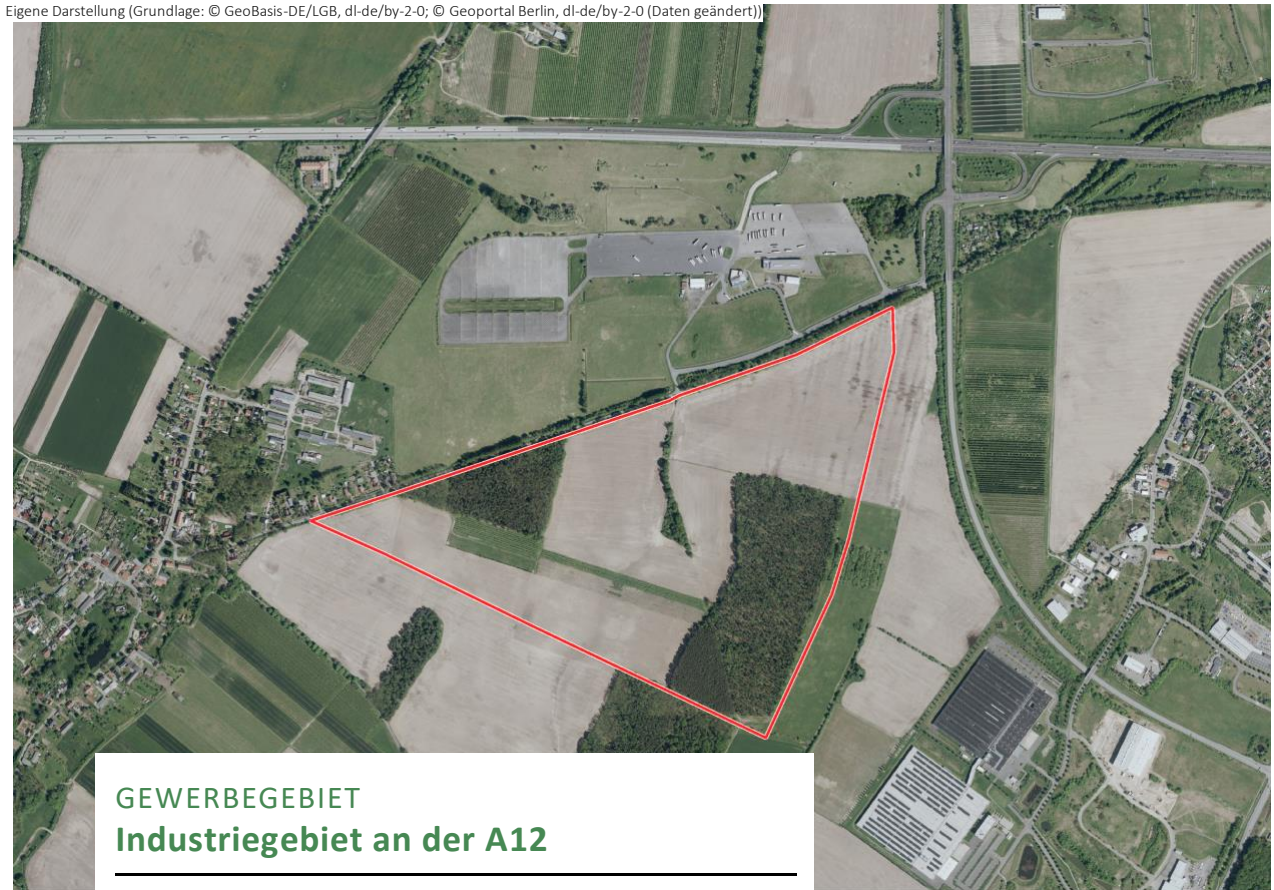 Eigene Darstellung (Grundlage: © GeoBasis-DE/LGB, dl-de/by-2-0; © Geoportal Berlin, dl-de/by-2-0 (Daten geändert))
GEWERBEGEBIET
Industriegebiet an der A12